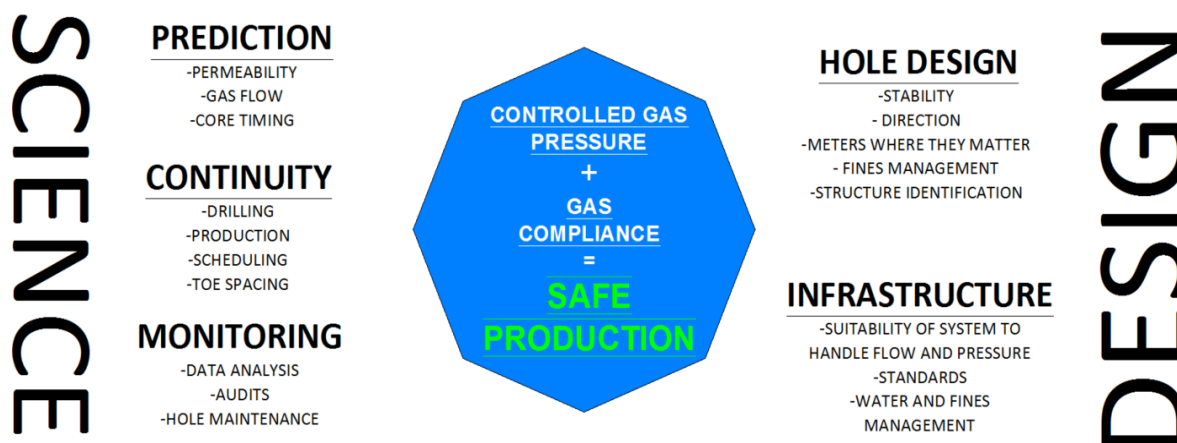 SCIENCE
PREDICTION
-PERMEABILITY
-GAS FLOW
-CORE TIMING
CONTINUITY
-DRILLING
-PRODUCTION
-SCHEDULING
-TOE SPACING
MONITORING
-DATA ANALYSIS
-AUDITS
-HOLE MAINTENANCE
CONTROLLED GAS
PRESSURE
+
GAS
COMPLIANCE
=
SAFE
PRODUCTION
HOLE DESIGN
-STABILITY
- DIRECTION
-METERS WHERE THEY MATTER
- FINES MANAGEMENT
-STRUCTURE IDENTIFICATION
INFRASTRUCTURE
-SUITABILITY OF SYSTEM TO
HANDLE FLOW AND PRESSURE
-STANDARDS
-WATER AND FINES
MANAGEMENT
DESIGN